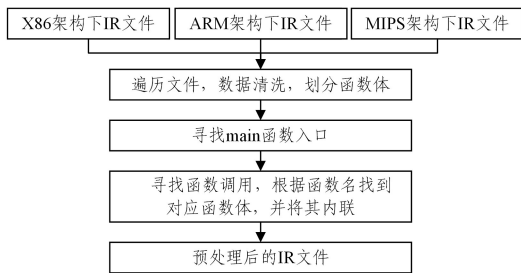 X86架构下IR文件
ARM架构下IR文件
MIPS架构下IR文件
遍历文件，数据清洗，划分函数体
寻找main函数入口
寻找函数调用，根据函数名找到
对应函数体，并将其内联
预处理后的IR文件